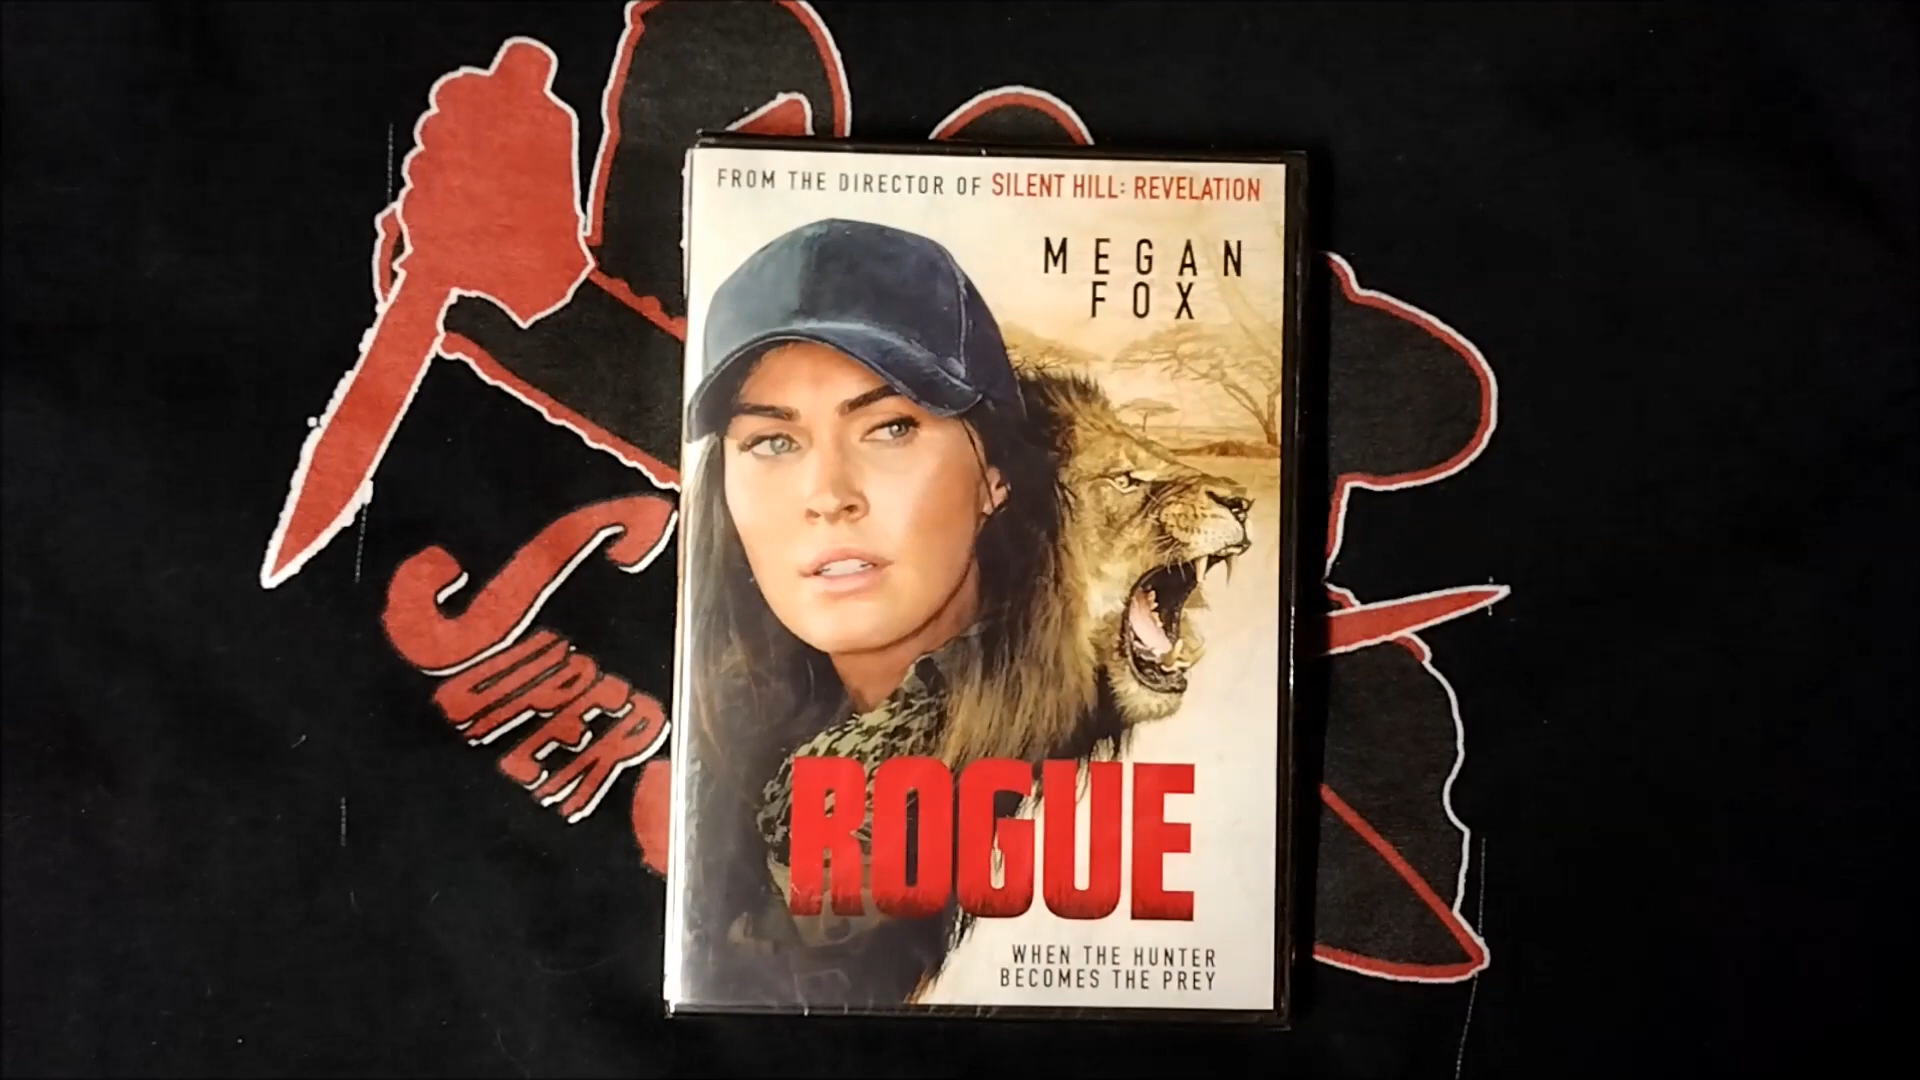 FROM THE DIRECTOR OF SILENT HILL: REVELATION
MEGAN
FOX
ROGUE
WHEN THE HUNTER
BECOMES THE PREY
SUPER